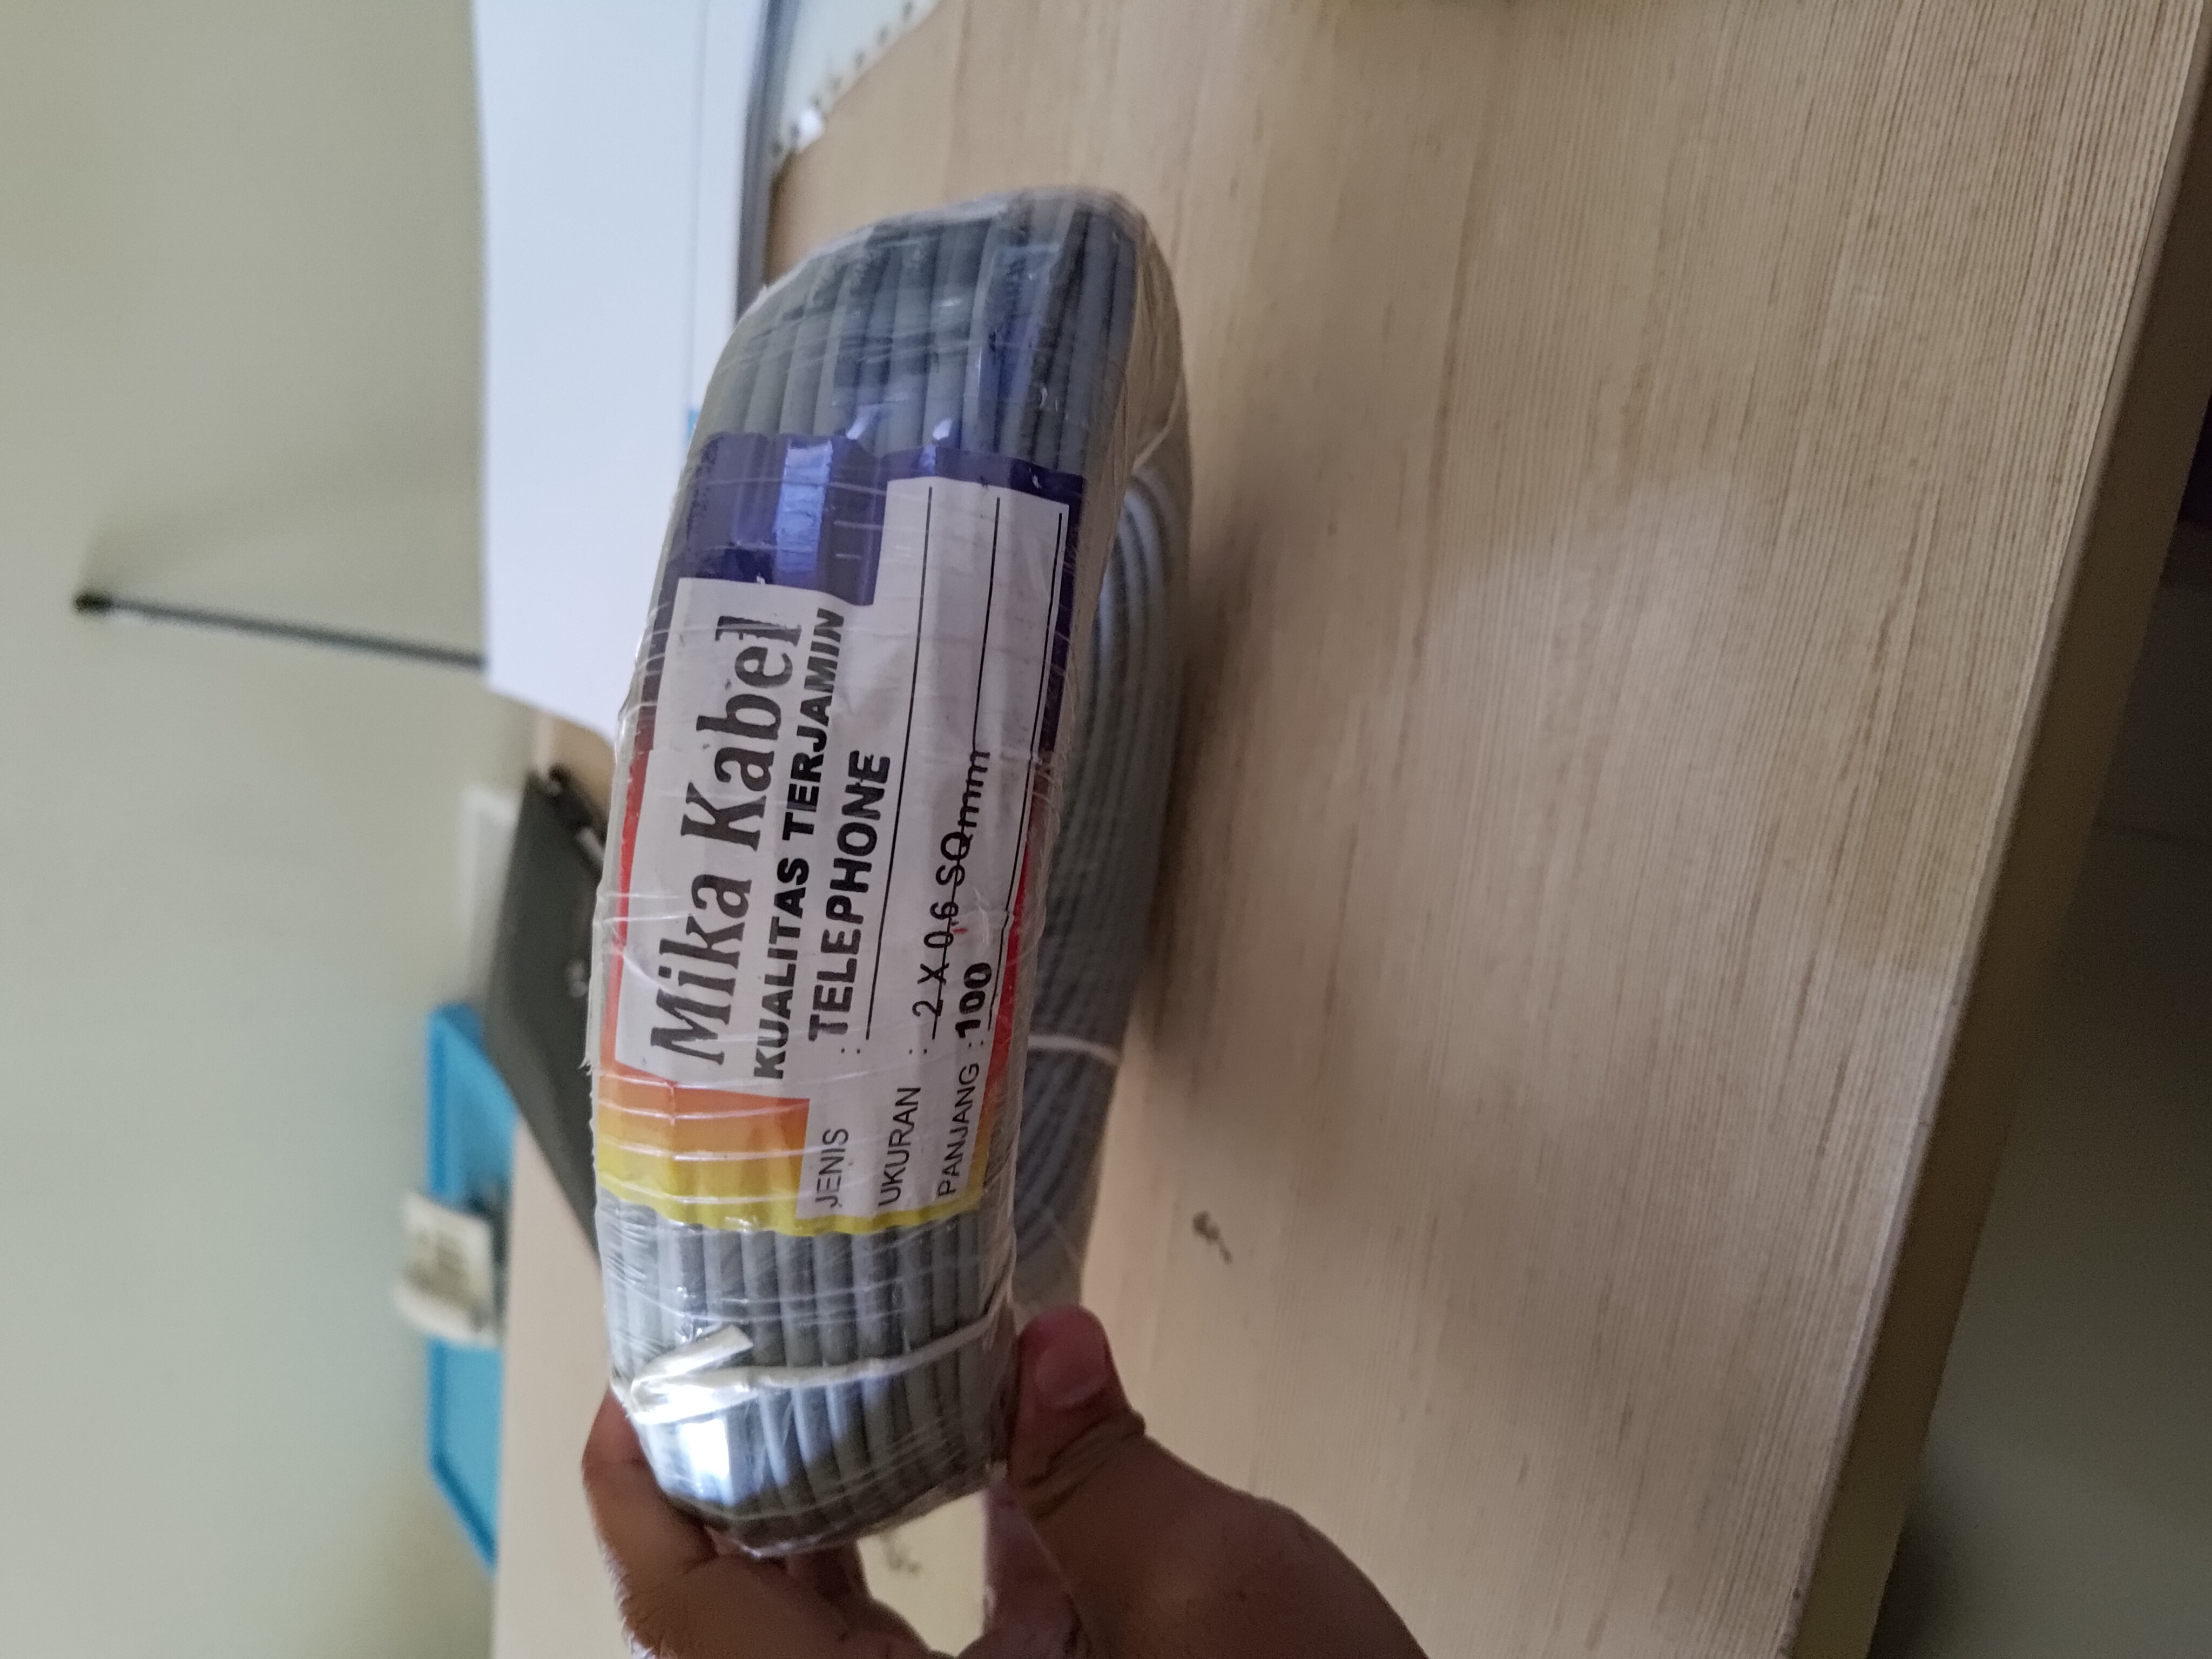 Mika Kabel
KUALITAS TERJAMIN
JENIS : TELEPHONE
UKURAN : 2 X 0,6 SQmm
PANJANG : 100